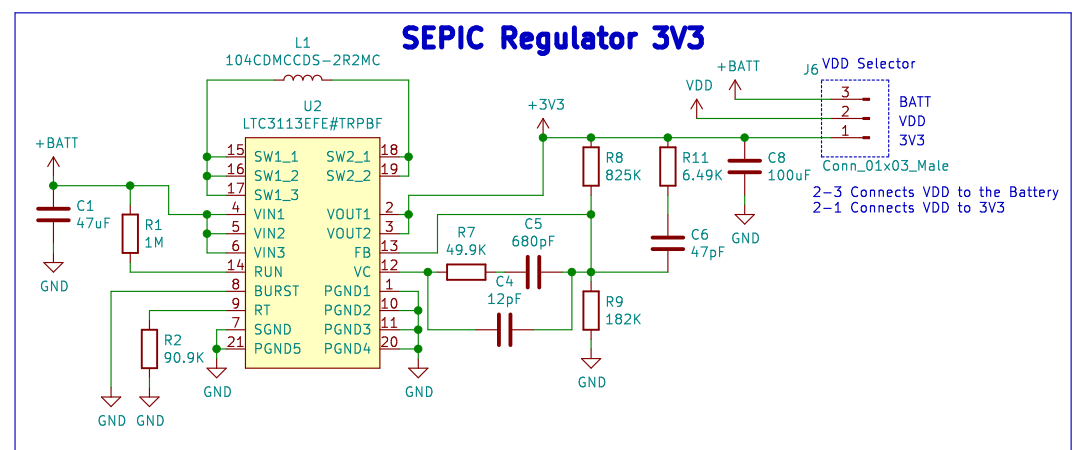 SEPIC Regulator 3V3
L1
104CDMCCDS-2R2MC
U2
LTC3113EFE#TRPBF
15 SW1_1
16 SW1_2
17 SW1_3
4 VIN1
5 VIN2
6 VIN3
14 RUN
8 BURST
9 RT
7 SGND
21 PGND5
SW2_1 18
SW2_2 19
VOUT1 2
VOUT2 3
FB 13
VC 12
PGND1 1
PGND2 10
PGND3 11
PGND4 20
+BATT
C1
47uF
GND
R1
1M
R2
90.9K
GND
GND
GND
GND
R7
49.9K
C5
680pF
C4
12pF
+3V3
R8
825K
R9
182K
GND
R11
6.49K
C6
47pF
C8
100uF
GND
VDD
+BATT
J6
VDD Selector
3
2
1
BATT
VDD
3V3
Conn_01x03_Male
2-3 Connects VDD to the Battery
2-1 Connects VDD to 3V3